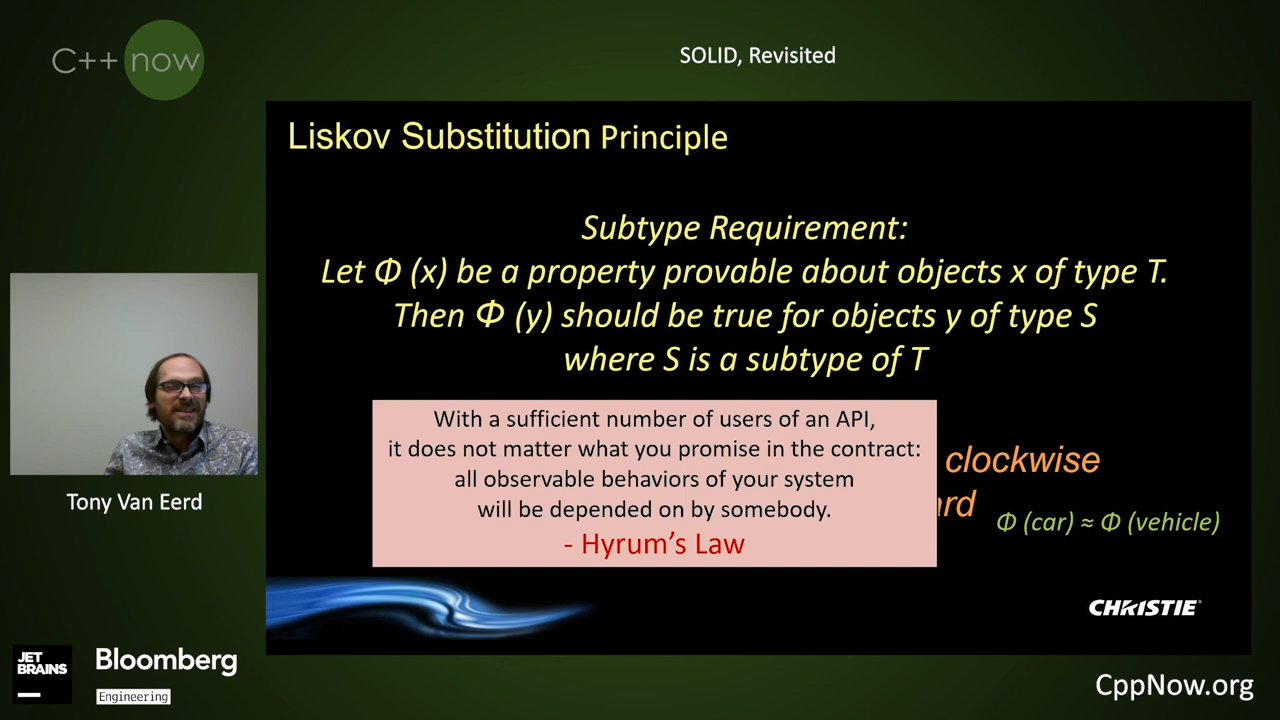 C++ now
SOLID, Revisited
Liskov Substitution Principle
Subtype Requirement:
Let Φ (x) be a property provable about objects x of type T.
Then Φ (y) should be true for objects y of type S
where S is a subtype of T
With a sufficient number of users of an API,
it does not matter what you promise in the contract:
all observable behaviors of your system
will be depended on by somebody.
- Hyrum's Law
clockwise
Φ (car) ≈ Φ (vehicle)
CHRISTIE®
Tony Van Eerd
JET
BRAINS
Bloomberg
Engineering
CppNow.org